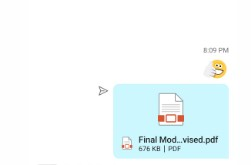 8:09 PM
Final Mod...vised.pdf
676 KB | PDF